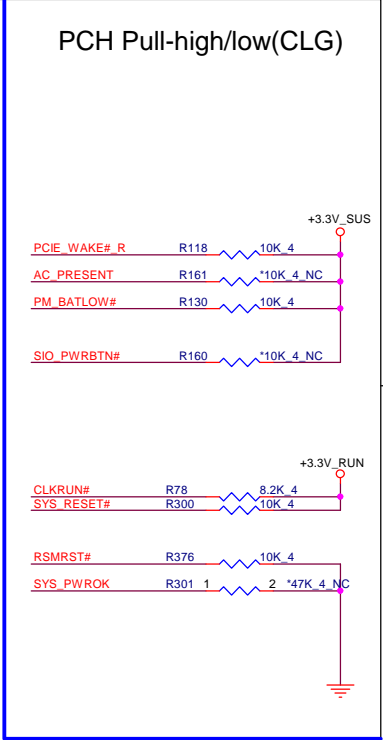 PCH Pull-high/low(CLG)
+3.3V_SUS
PCIE_WAKE#_R R118 10K_4
AC_PRESENT R161 *10K_4_NC
PM_BATLOW# R130 10K_4
SIO_PWRBTN# R160 *10K_4_NC
+3.3V_RUN
CLKRUN# R78 8.2K_4
SYS_RESET# R300 10K_4
RSMRST# R376 10K_4
SYS_PWROK R301 1 2 *47K_4_NC